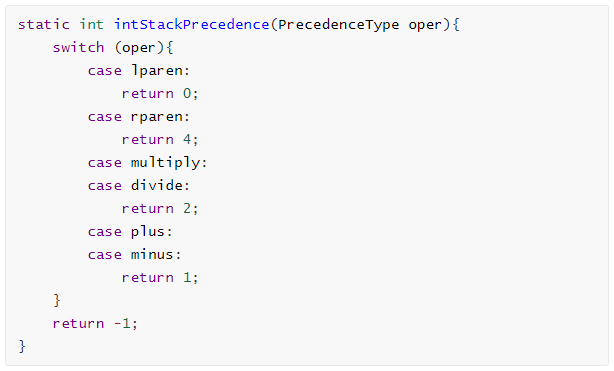 static int intStackPrecedence(PrecedenceType oper){
    switch (oper){
        case lparen:
            return 0;
        case rparen:
            return 4;
        case multiply:
        case divide:
            return 2;
        case plus:
        case minus:
            return 1;
    }
    return -1;
}